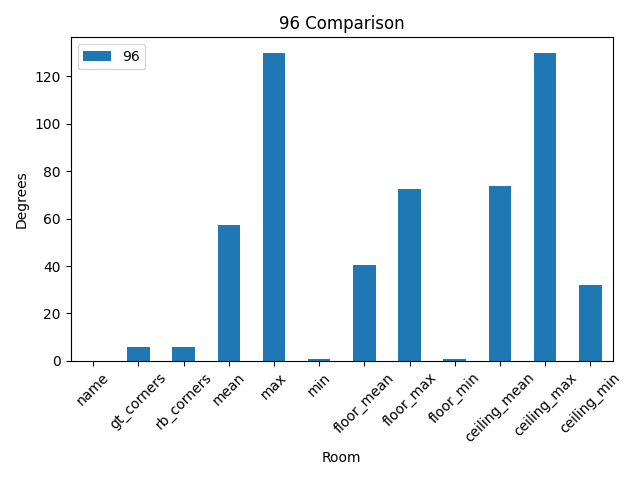 96 Comparison
96
Degrees
120
100
80
60
40
20
0
name
gt_corners
rb_corners
mean
max
min
floor_mean
floor_max
floor_min
ceiling_mean
ceiling_max
ceiling_min
Room